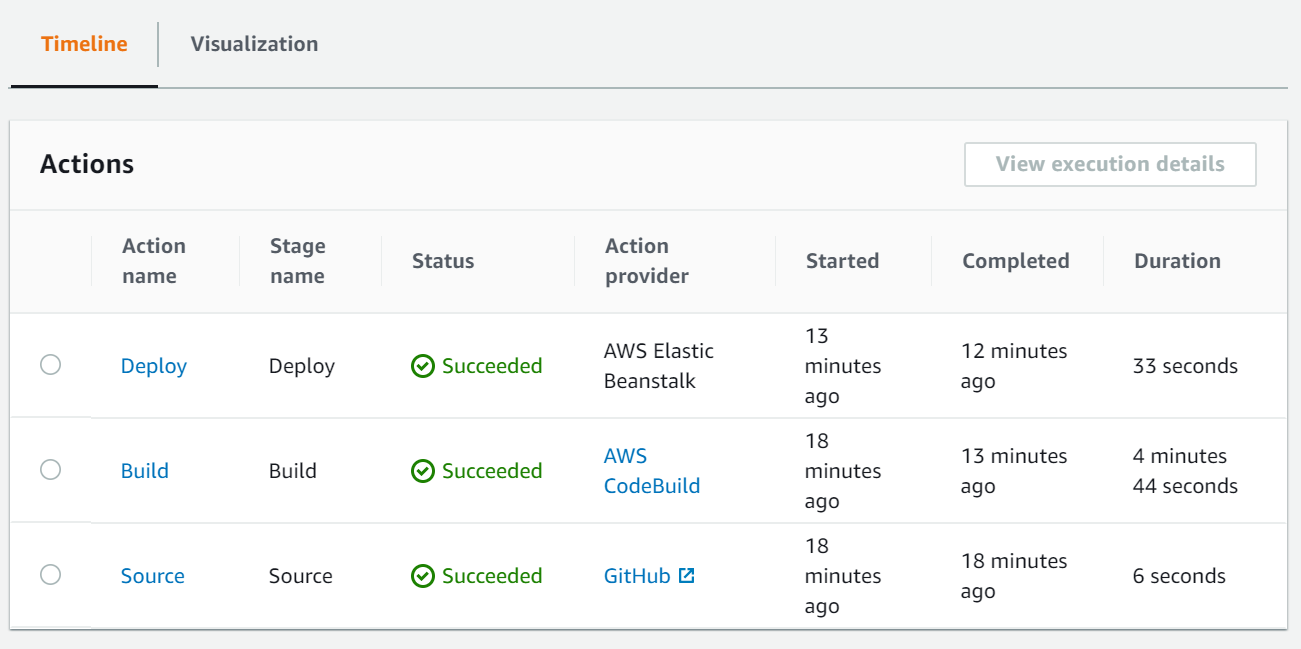 Timeline
Visualization
Actions
View execution details
Action name
Stage name
Status
Action provider
Started
Completed
Duration
Deploy
Deploy
Succeeded
AWS Elastic
Beanstalk
13
minutes
ago
12 minutes
ago
33 seconds
Build
Build
Succeeded
AWS
CodeBuild
18
minutes
ago
13 minutes
ago
4 minutes
44 seconds
Source
Source
Succeeded
GitHub
18
minutes
ago
18 minutes
ago
6 seconds